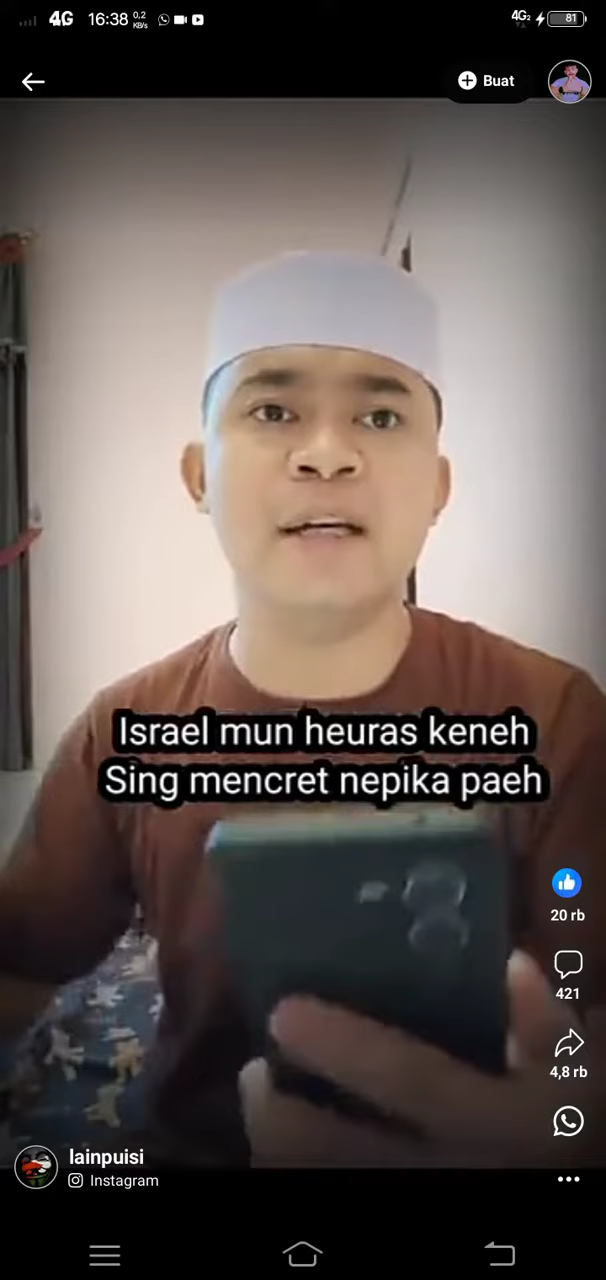 4G 16:38 0,2 KB/s
4G2 81
Buat
Israel mun heuras keneh
Sing mencret nepika paeh
20 rb
421
4,8 rb
lainpuisi
Instagram